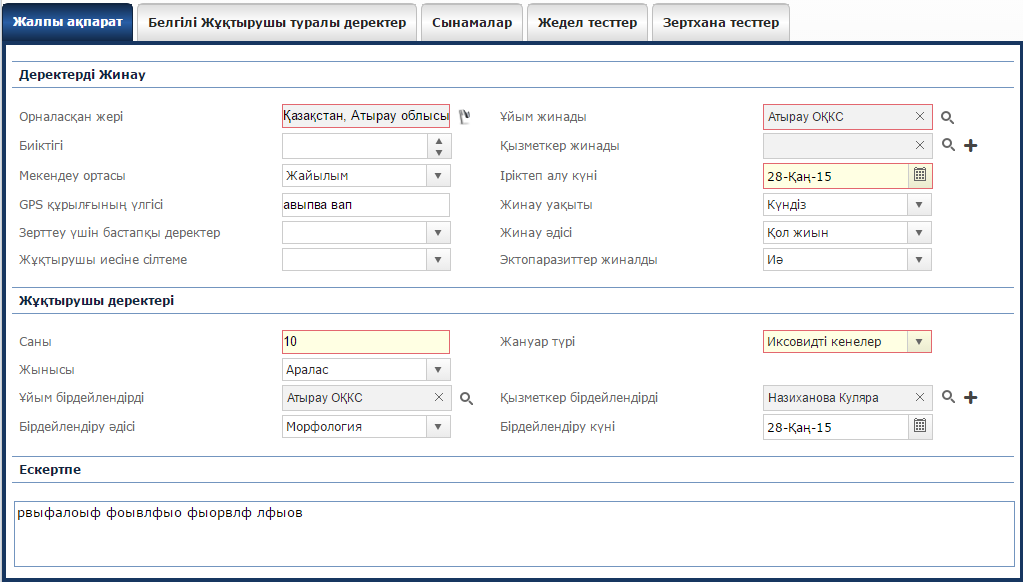 Жалпы ақпарат Белгілі Жұқтырушы туралы деректер Сынамалар Жедел тесттер Зертхана тесттер
Деректерді Жинау
Орналасқан жері Қазақстан, Атырау облысы Ұйым жинады Атырау ОҚКС
Биіктігі Қызметкер жинады
Мекендеу ортасы Жайылым Іріктеп алу күні 28-Қаң-15
GPS құрылғының үлгісі авыпва вап Жинау уақыты Күндіз
Зерттеу үшін бастапқы деректер Жинау әдісі Қол жиын
Жұқтырушы иесіне сілтеме Эктопаразиттер жиналды Иә
Жұқтырушы деректері
Саны 10 Жануар түрі Иксовидті кенелер
Жынысы Аралас
Ұйым бірдейлендірді Атырау ОҚКС Қызметкер бірдейлендірді Назиханова Куляра
Бірдейлендіру әдісі Морфология Бірдейлендіру күні 28-Қаң-15
Ескертпе
рвыфалоыф фоывлфыо фыорвлф лфыов